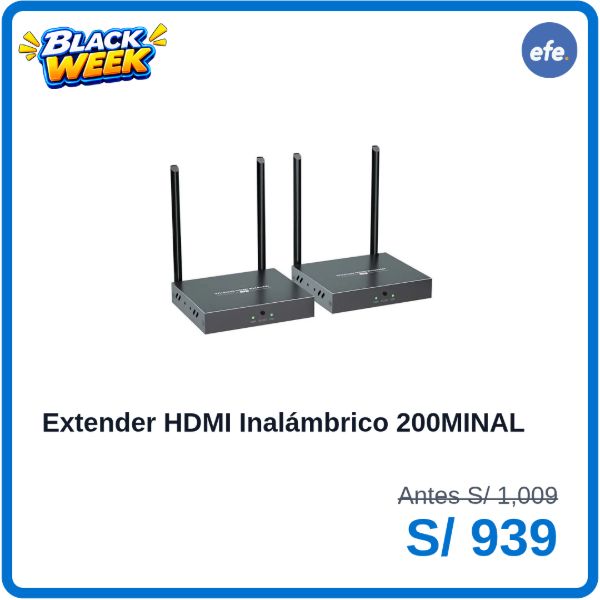 BLACK
WEEK
efe.
Extender HDMI Inalámbrico 200MINAL
Antes S/ 1,009
S/ 939